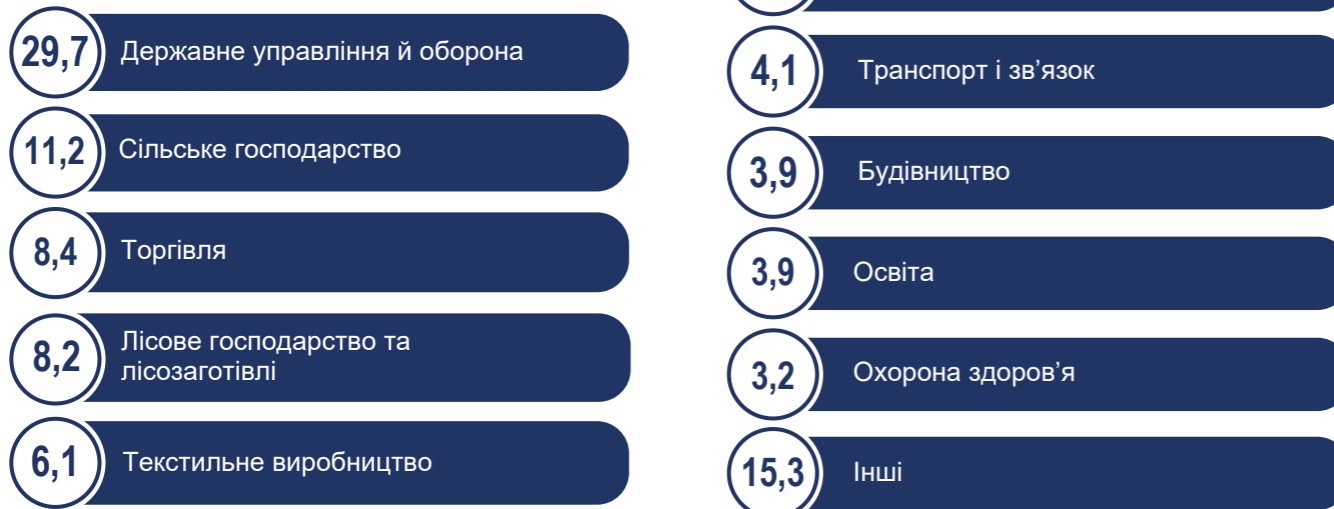 29,7 Державне управління й оборона
11,2 Сільське господарство
8,4 Торгівля
8,2 Лісове господарство та
лісозаготівлі
6,1 Текстильне виробництво
4,1 Транспорт і зв’язок
3,9 Будівництво
3,9 Освіта
3,2 Охорона здоров’я
15,3 Інші